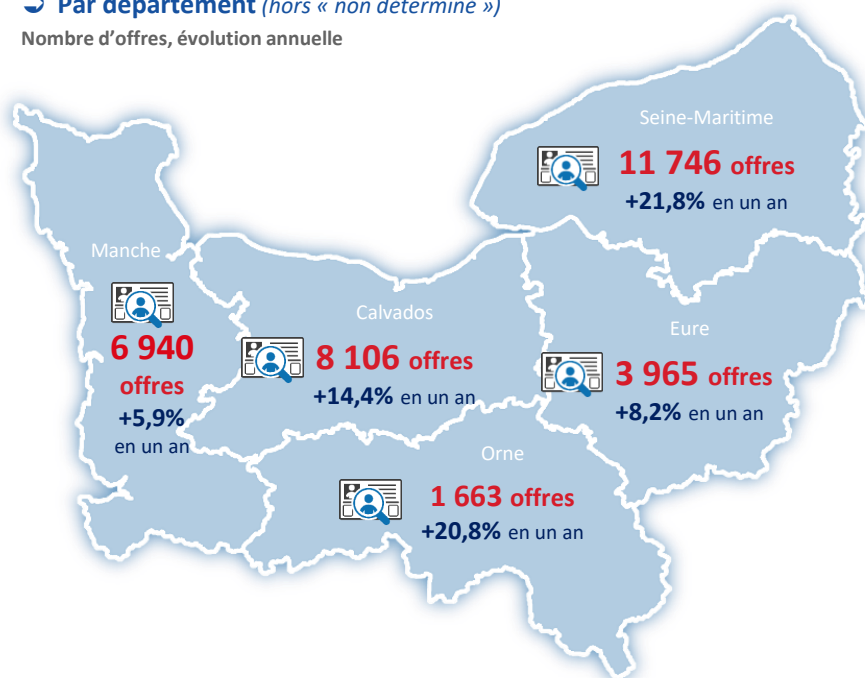 Par département (hors « non déterminé »)
Nombre d'offres, évolution annuelle
Seine-Maritime
11 746 offres
+21,8% en un an
Manche
6 940
offres
+5,9%
en un an
Calvados
8 106 offres
+14,4% en un an
Eure
3 965 offres
+8,2% en un an
Orne
1 663 offres
+20,8% en un an